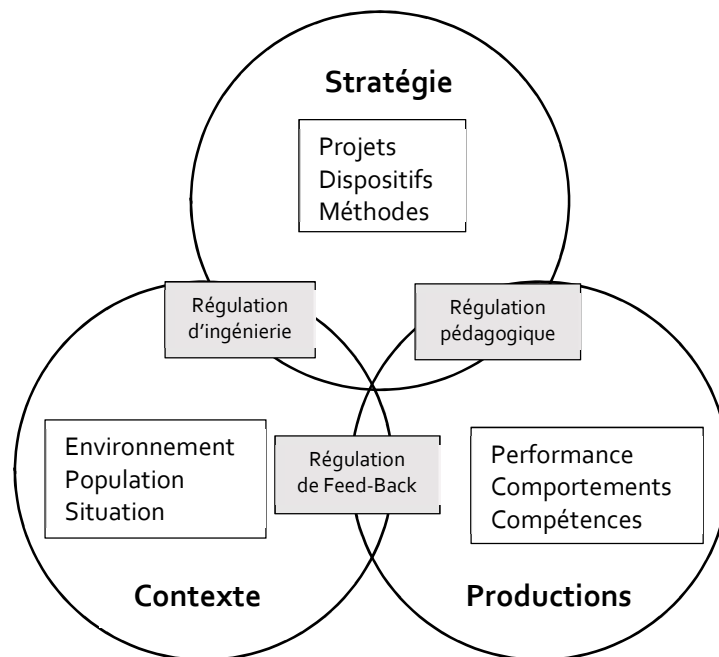 Stratégie
Projets
Dispositifs
Méthodes
Régulation
d'ingénierie
Régulation
pédagogique
Environnement
Population
Situation
Régulation
de Feed-Back
Performance
Comportements
Compétences
Contexte
Productions